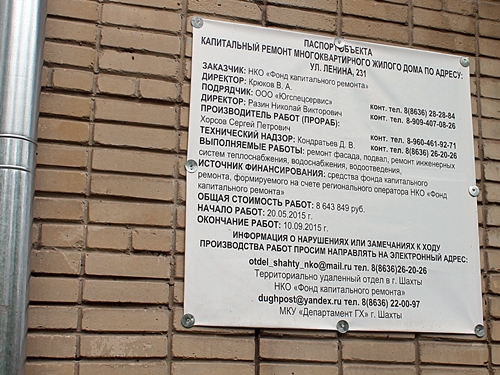 ПАСПОРТ ОБЪЕКТА
КАПИТАЛЬНЫЙ РЕМОНТ МНОГОКВАРТИРНОГО ЖИЛОГО ДОМА ПО АДРЕСУ:
УЛ. ЛЕНИНА, 231
ЗАКАЗЧИК: НКО «Фонд капитального ремонта»
ДИРЕКТОР: Крюков В. А. конт. тел. 8(8636) 28-28-84
ПОДРЯДЧИК: ООО «Югспецсервис»
ДИРЕКТОР: Разин Николай Викторович конт. тел. 8-909-407-08-26
ПРОИЗВОДИТЕЛЬ РАБОТ (ПРОРАБ):
Хорсов Сергей Петрович конт. тел. 8-960-461-92-71
ТЕХНИЧЕСКИЙ НАДЗОР: Кондратьев Д. В. конт. тел. 8(8636) 26-20-26
ВЫПОЛНЯЕМЫЕ РАБОТЫ: ремонт фасада, подвал, ремонт инженерных
систем теплоснабжения, водоснабжения, водоотведения,
ИСТОЧНИК ФИНАНСИРОВАНИЯ: средства фонда капитального
ремонта, формируемого на счете регионального оператора НКО «Фонд
капитального ремонта»
ОБЩАЯ СТОИМОСТЬ РАБОТ: 8 643 849 руб.
НАЧАЛО РАБОТ: 20.05.2015 г.
ОКОНЧАНИЕ РАБОТ: 10.09.2015 г.
ИНФОРМАЦИЯ О НАРУШЕНИЯХ ИЛИ ЗАМЕЧАНИЯХ К ХОДУ
ПРОИЗВОДСТВА РАБОТ ПРОСИМ НАПРАВЛЯТЬ НА ЭЛЕКТРОННЫЙ АДРЕС:
otdel_shahty_nko@mail.ru тел. 8(8636)26-20-26
Территориально удаленный отдел в г. Шахты
НКО «Фонд капитального ремонта»
dughpost@yandex.ru тел. 8(8636) 22-00-97
МКУ «Департамент ГХ» г. Шахты